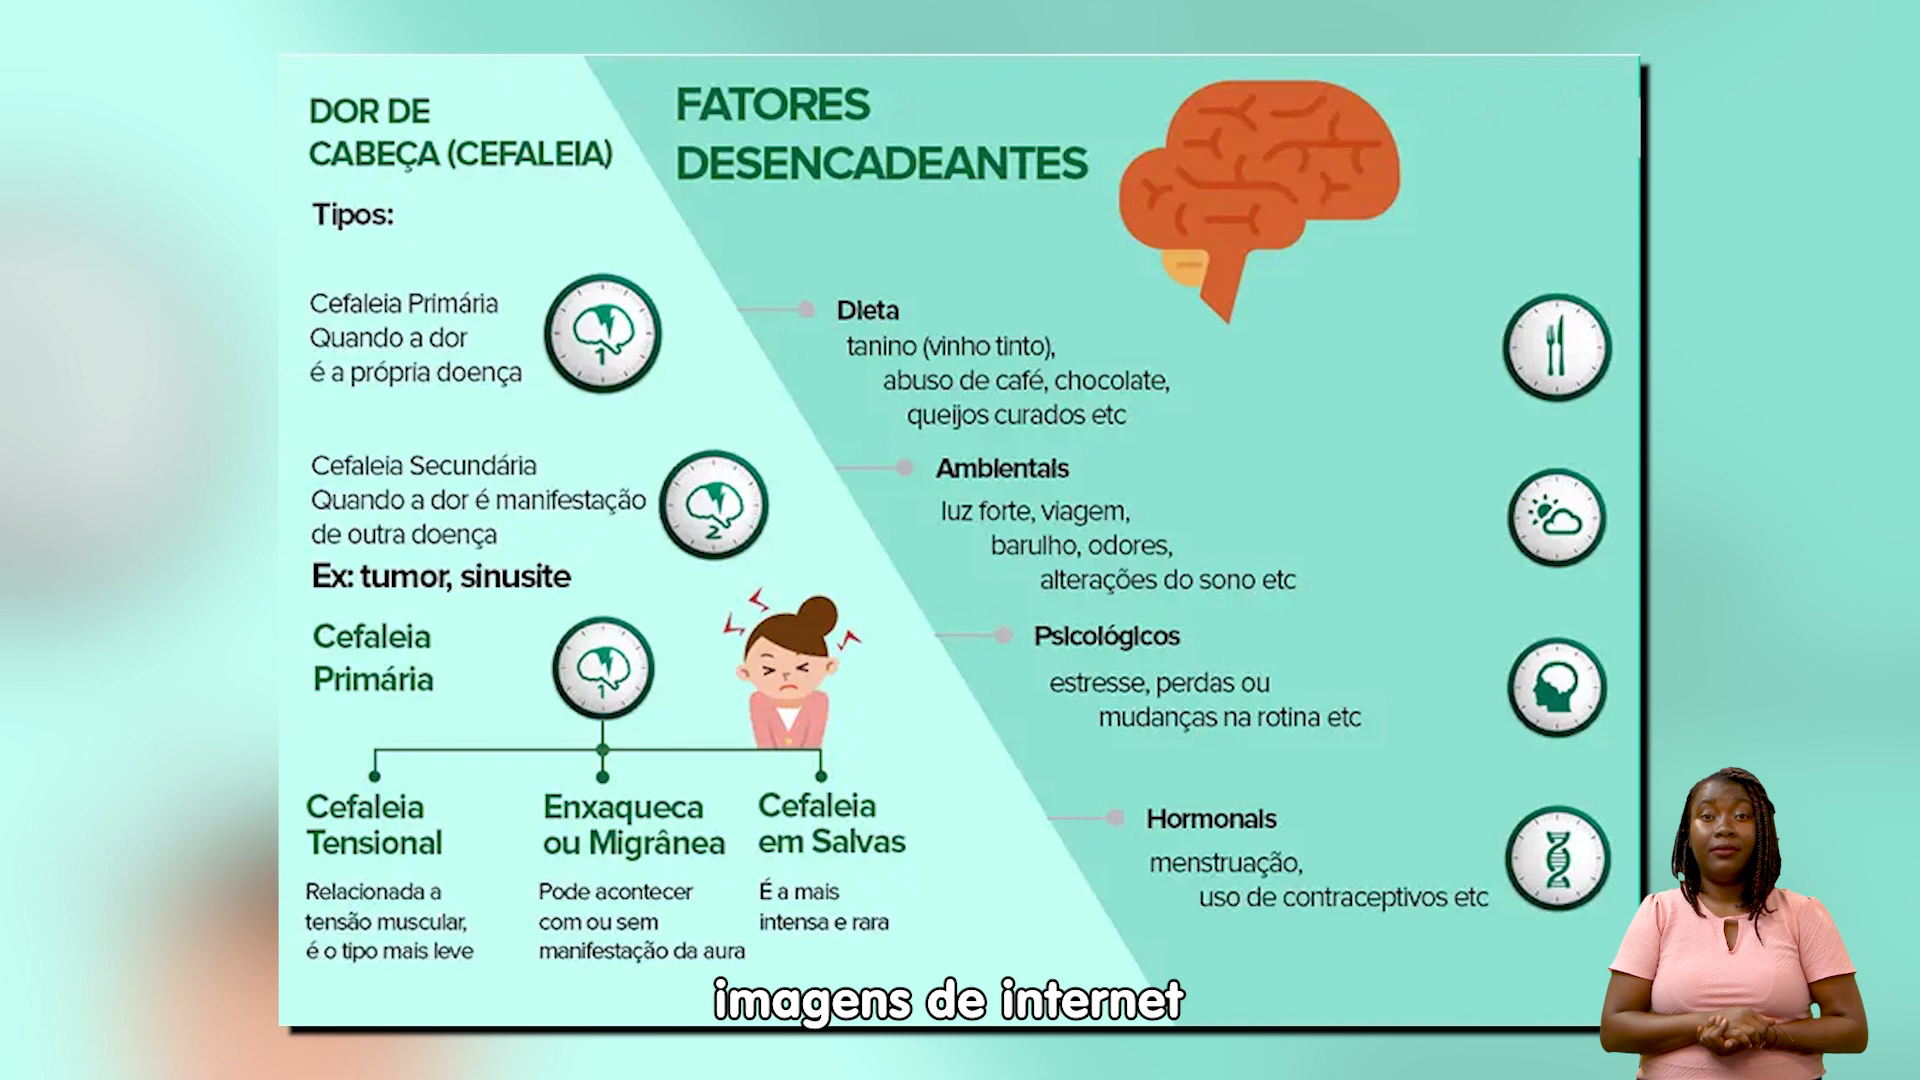 DOR DE
CABEÇA (CEFALEIA)
Tipos:
Cefaleia Primária
Quando a dor
é a própria doença
1
Cefaleia Secundária
Quando a dor é manifestação
de outra doença
Ex: tumor, sinusite
2
Cefaleia
Primária
1
Cefaleia
Tensional
Relacionada a
tensão muscular,
é o tipo mais leve
Enxaqueca
ou Migrânea
Pode acontecer
com ou sem
manifestação da aura
Cefaleia
em Salvas
É a mais
intensa e rara
FATORES
DESENCADEANTES
Dieta
tanino (vinho tinto),
abuso de café, chocolate,
queijos curados etc
Ambientais
luz forte, viagem,
barulho, odores,
alterações do sono etc
Psicológicos
estresse, perdas ou
mudanças na rotina etc
Hormonais
menstruação,
uso de contraceptivos etc
imagens de internet